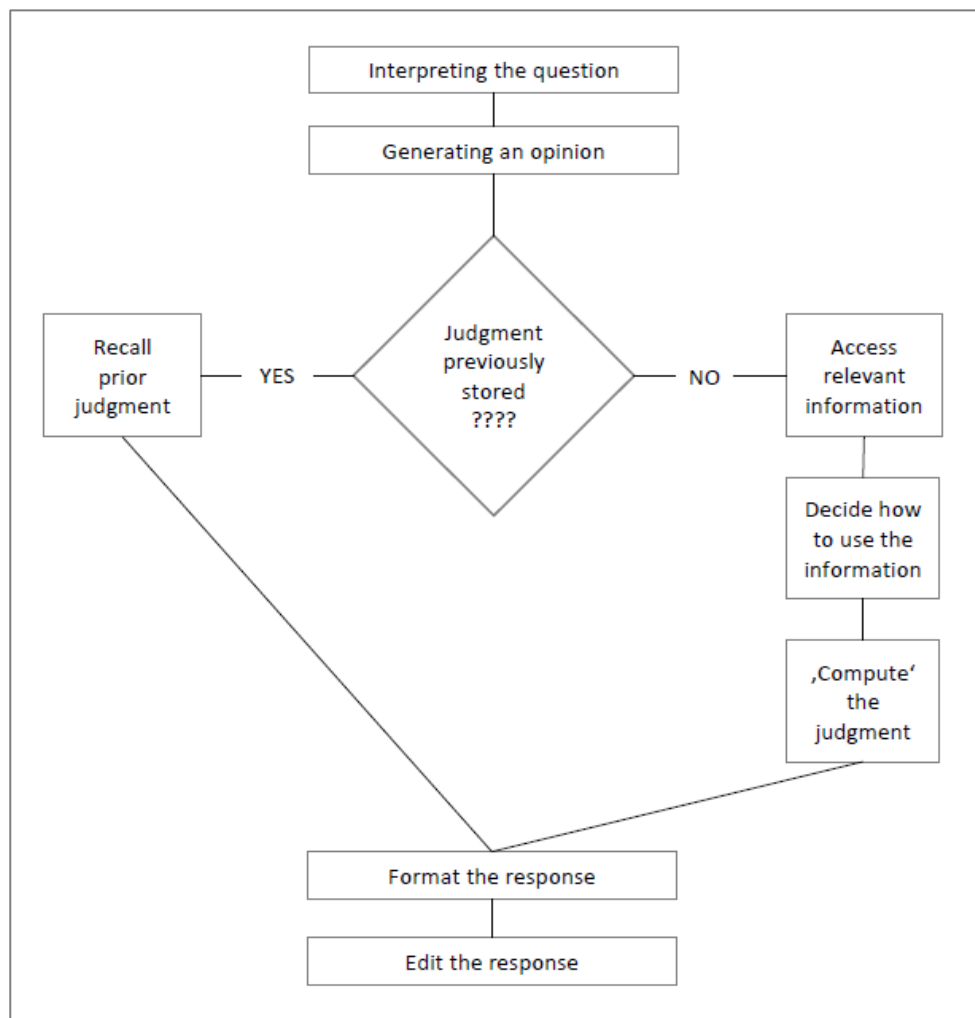 Interpreting the question
Generating an opinion
Judgment
previously
stored
????
Recall
prior
judgment
YES
NO
Access
relevant
information
Decide how
to use the
information
‚Compute‘
the
judgment
Format the response
Edit the response